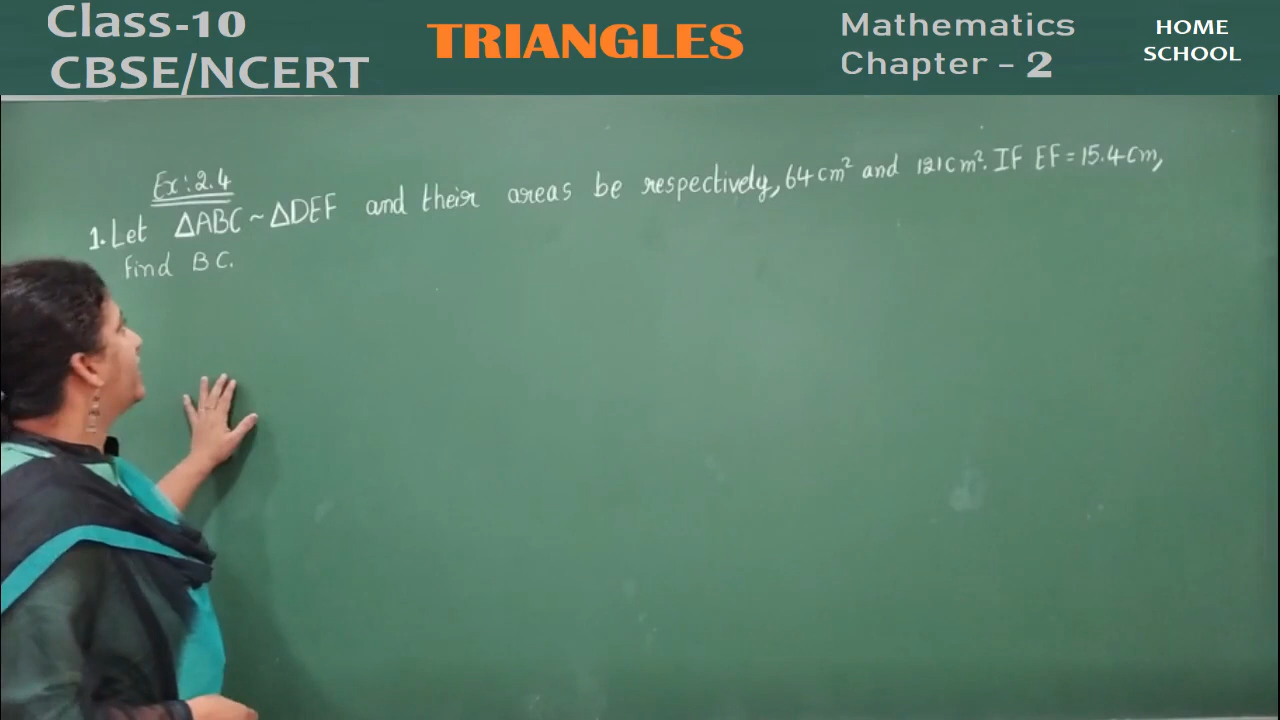 Class-10
CBSE/NCERT
TRIANGLES
Mathematics
Chapter - 2
HOME
SCHOOL
Ex: 2.4
1. Let ΔABC ~ ΔDEF and their areas be respectively, 64 cm² and 121 cm². IF EF = 15.4 cm,
find BC.